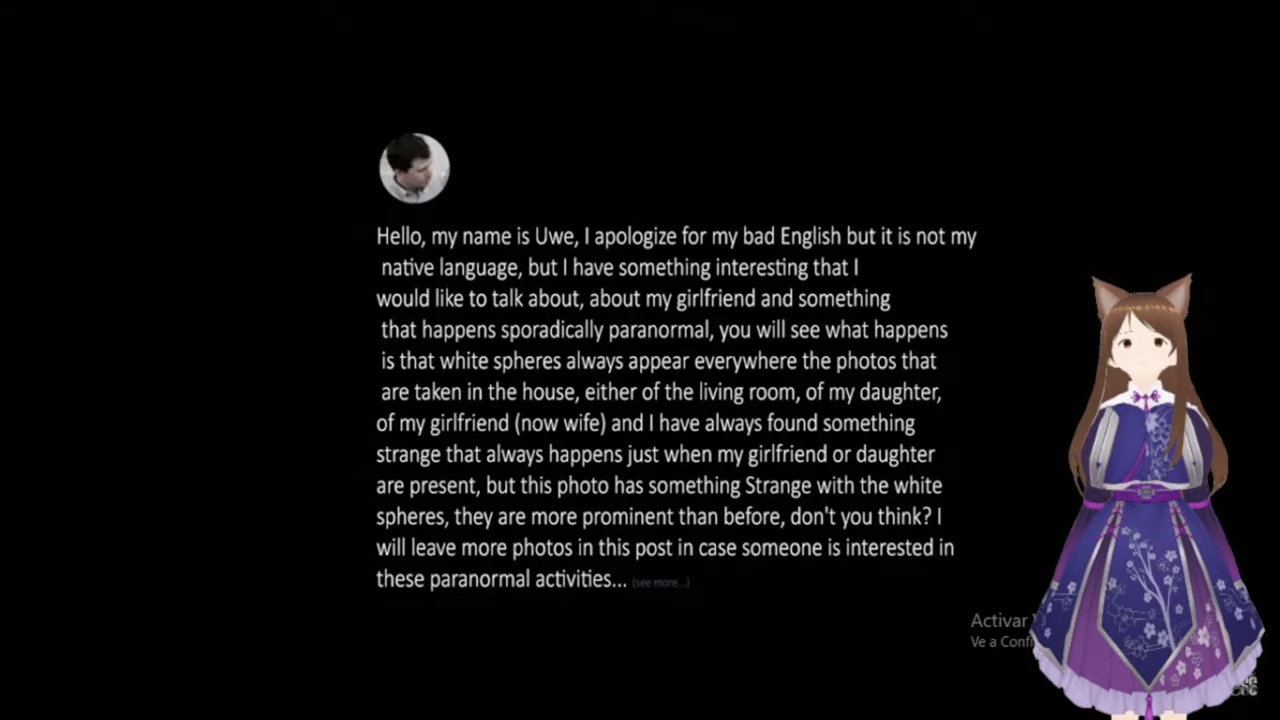 Hello, my name is Uwe, I apologize for my bad English but it is not my
native language, but I have something interesting that I
would like to talk about, about my girlfriend and something
that happens sporadically paranormal, you will see what happens
is that white spheres always appear everywhere the photos that
are taken in the house, either of the living room, of my daughter,
of my girlfriend (now wife) and I have always found something
strange that always happens just when my girlfriend or daughter
are present, but this photo has something Strange with the white
spheres, they are more prominent than before, don't you think? I
will leave more photos in this post in case someone is interested in
these paranormal activities... (see more...)
Activar
Ve a Confi